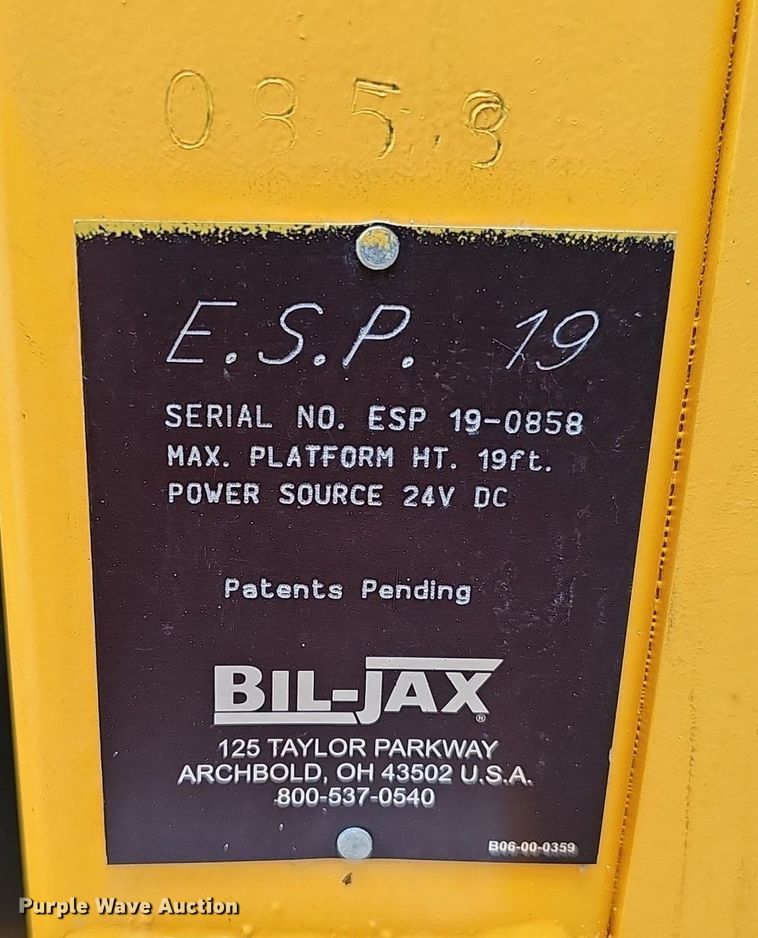 0858
E.S.P. 19
SERIAL NO. ESP 19-0858
MAX. PLATFORM HT. 19ft.
POWER SOURCE 24V DC
Patents Pending
BIL-JAX®
125 TAYLOR PARKWAY
ARCHBOLD, OH 43502 U.S.A.
800-537-0540
B06-00-0359
Purple Wave Auction